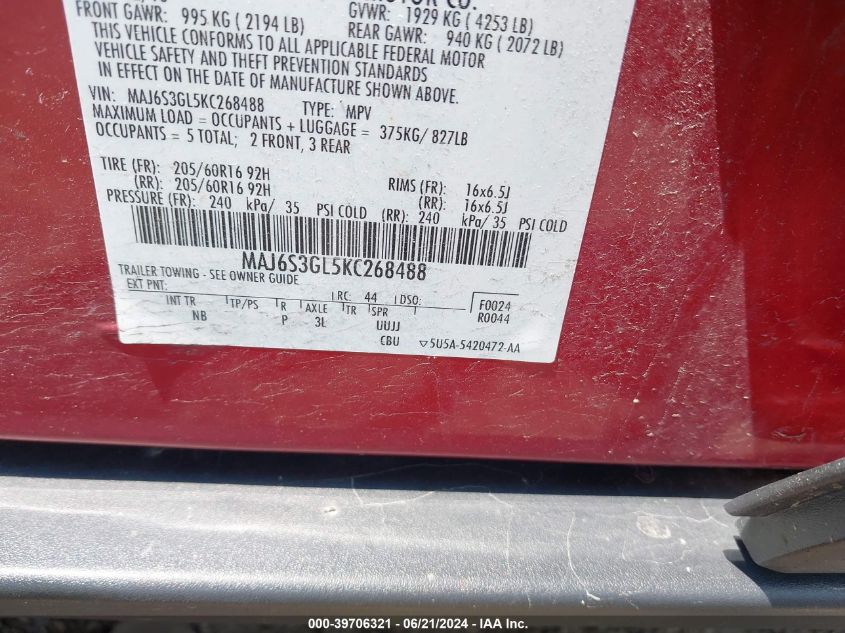 FRONT GAWR: 995 KG ( 2194 LB)
MOTOR CO.
GVWR: 1929 KG ( 4253 LB)
REAR GAWR: 940 KG ( 2072 LB)
THIS VEHICLE CONFORMS TO ALL APPLICABLE FEDERAL MOTOR
VEHICLE SAFETY AND THEFT PREVENTION STANDARDS
IN EFFECT ON THE DATE OF MANUFACTURE SHOWN ABOVE.
VIN: MAJ6S3GL5KC268488 TYPE: MPV
MAXIMUM LOAD = OCCUPANTS + LUGGAGE = 375KG/ 827LB
OCCUPANTS = 5 TOTAL; 2 FRONT, 3 REAR
TIRE (FR): 205/60R16 92H RIMS (FR): 16x6.5J
(RR): 205/60R16 92H (RR): 16x6.5J
PRESSURE (FR): 240 kPa/ 35 PSI COLD (RR): 240 kPa/ 35 PSI COLD
MAJ6S3GL5KC268488
TRAILER TOWING - SEE OWNER GUIDE
EXT PNT: RC: 44 DSO: F0024
INT TR TP/PS R AXLE TR SPR R0044
NB P 3L UUJJ
CBU ▽5U5A-5420472-AA
000-39706321 - 06/21/2024 - IAA Inc.